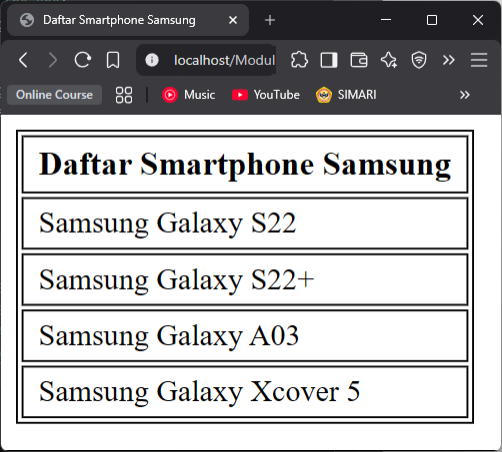 Daftar Smartphone Samsung
localhost/Modul
Online Course Music YouTube SIMARI
Daftar Smartphone Samsung
Samsung Galaxy S22
Samsung Galaxy S22+
Samsung Galaxy A03
Samsung Galaxy Xcover 5